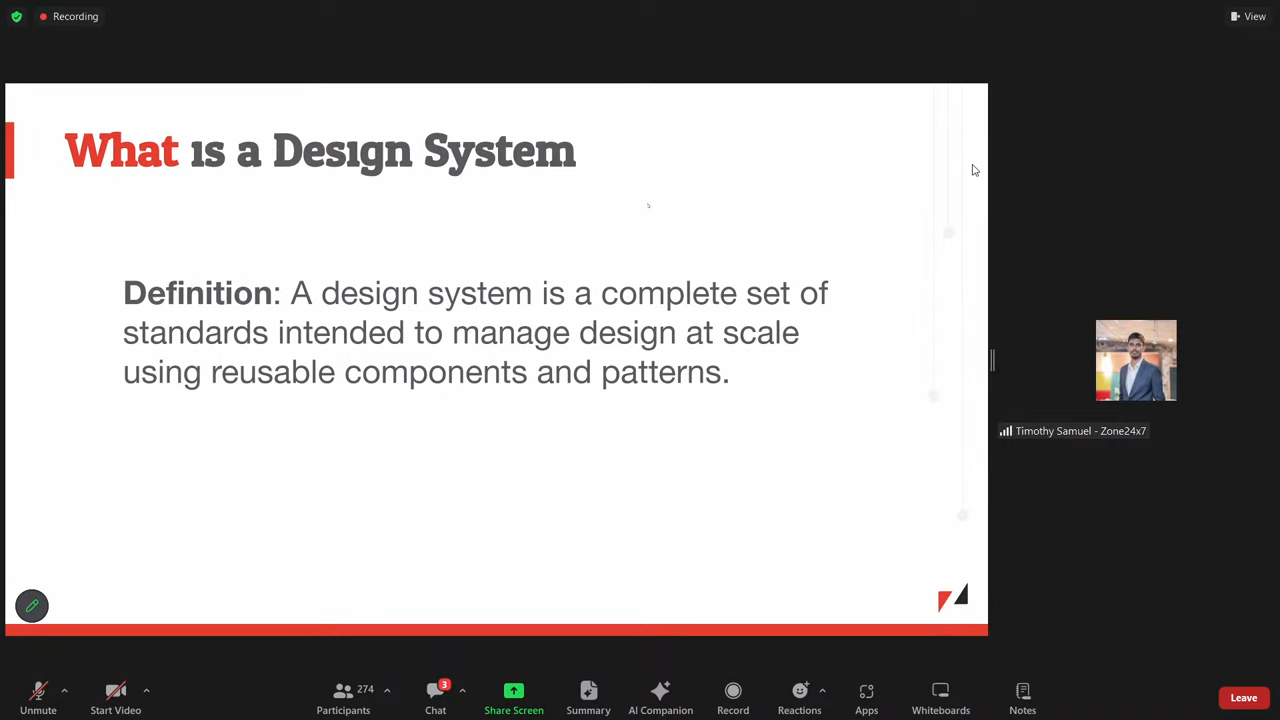 Recording
View
What is a Design System
Definition: A design system is a complete set of
standards intended to manage design at scale
using reusable components and patterns.
Timothy Samuel - Zone24x7
274
3
Unmute
Start Video
Participants
Chat
Share Screen
Summary
AI Companion
Record
Reactions
Apps
Whiteboards
Notes
Leave